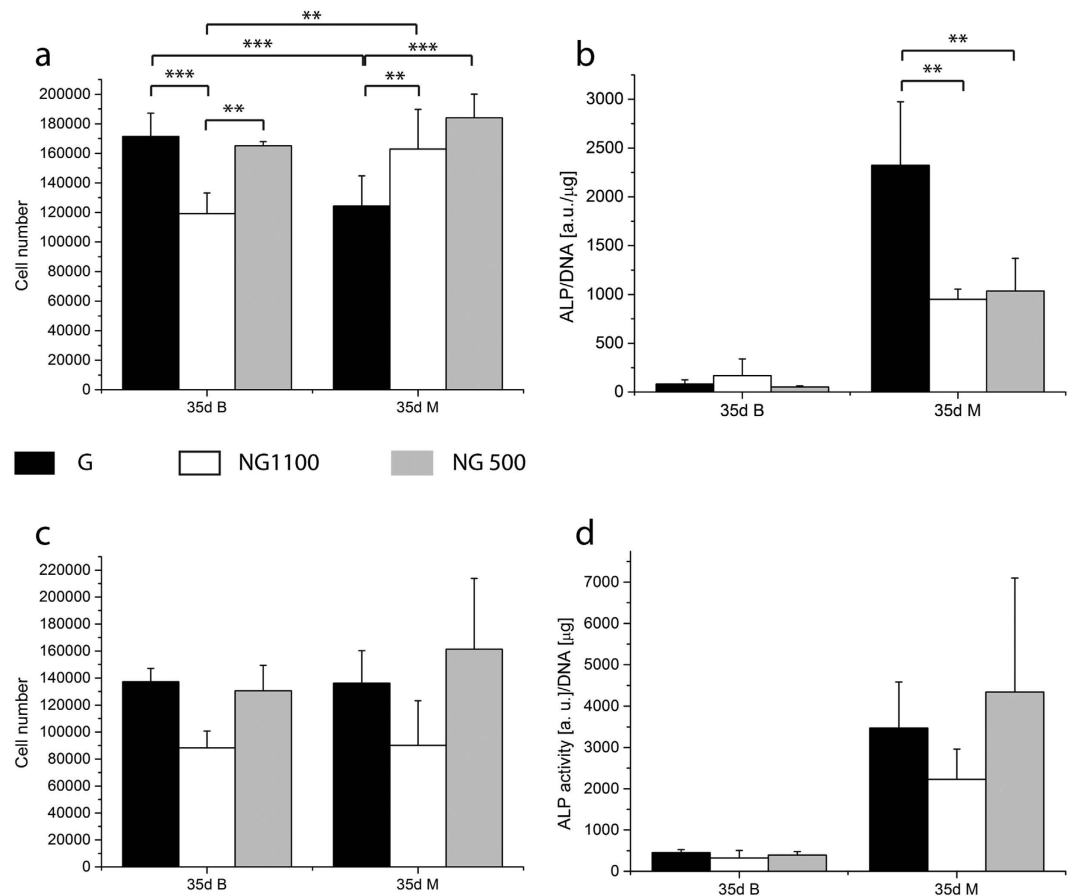 a
**
***
***
***
**
**
Cell number
200000
180000
160000
140000
120000
100000
80000
60000
40000
20000
0
35d B
35d M
b
**
**
ALP/DNA [a.u./µg]
3000
2500
2000
1500
1000
500
0
35d B
35d M
G
NG1100
NG 500
c
Cell number
220000
200000
180000
160000
140000
120000
100000
80000
60000
40000
20000
0
35d B
35d M
d
ALP activity [a. u.]/DNA [µg]
7000
6000
5000
4000
3000
2000
1000
0
35d B
35d M